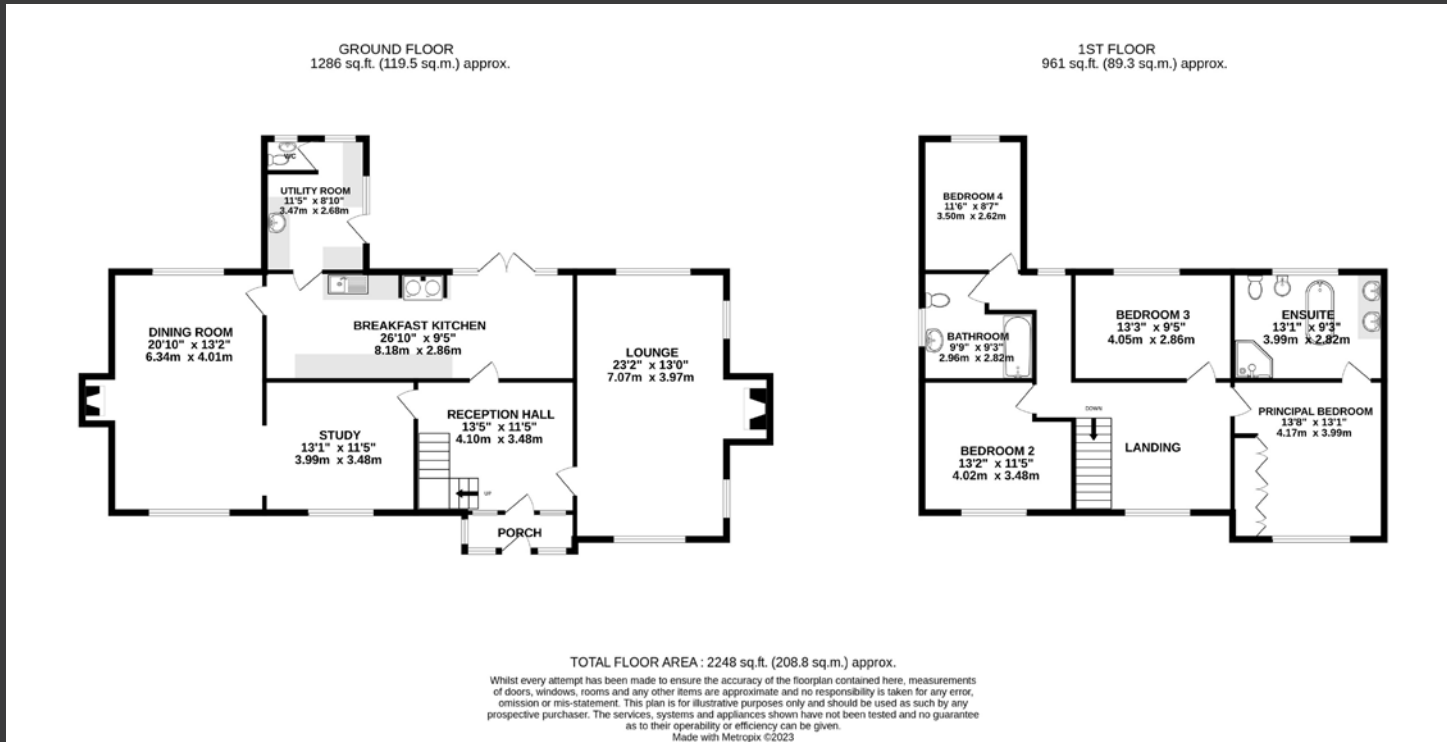 GROUND FLOOR
1286 sq.ft. (119.5 sq.m.) approx.
1ST FLOOR
961 sq.ft. (89.3 sq.m.) approx.
WC
UTILITY ROOM
11'5" x 8'10"
3.47m x 2.68m
DINING ROOM
20'10" x 13'2"
6.34m x 4.01m
BREAKFAST KITCHEN
26'10" x 9'5"
8.18m x 2.86m
LOUNGE
23'2" x 13'0"
7.07m x 3.97m
STUDY
13'1" x 11'5"
3.99m x 3.48m
RECEPTION HALL
13'5" x 11'5"
4.10m x 3.48m
UP
PORCH
BEDROOM 4
11'6" x 8'7"
3.50m x 2.62m
BATHROOM
9'9" x 9'3"
2.96m x 2.82m
BEDROOM 3
13'3" x 9'5"
4.05m x 2.86m
ENSUITE
13'1" x 9'3"
3.99m x 2.82m
BEDROOM 2
13'2" x 11'5"
4.02m x 3.48m
DOWN
LANDING
PRINCIPAL BEDROOM
13'8" x 13'1"
4.17m x 3.99m
TOTAL FLOOR AREA : 2248 sq.ft. (208.8 sq.m.) approx.
Whilst every attempt has been made to ensure the accuracy of the floorplan contained here, measurements
of doors, windows, rooms and any other items are approximate and no responsibility is taken for any error,
omission or mis-statement. This plan is for illustrative purposes only and should be used as such by any
prospective purchaser. The services, systems and appliances shown have not been tested and no guarantee
as to their operability or efficiency can be given.
Made with Metropix ©2023